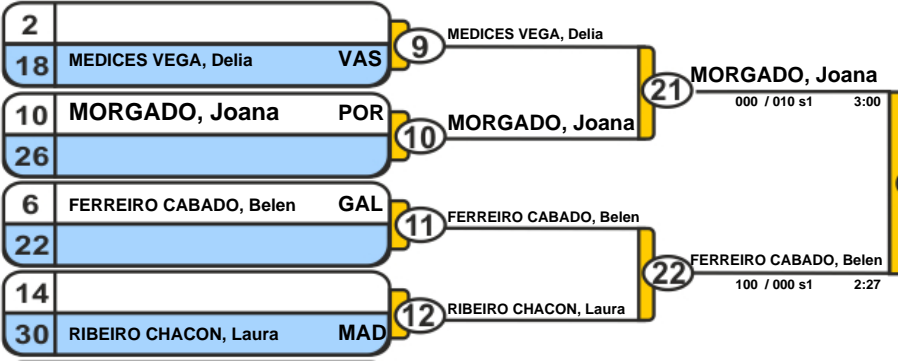 2
18 MEDICES VEGA, Delia VAS
9
MEDICES VEGA, Delia
10 MORGADO, Joana POR
26
10
MORGADO, Joana
21
MORGADO, Joana
000 / 010 s1 3:00
6 FERREIRO CABADO, Belen GAL
22
11
FERREIRO CABADO, Belen
14
30 RIBEIRO CHACON, Laura MAD
12
RIBEIRO CHACON, Laura
22
FERREIRO CABADO, Belen
100 / 000 s1 2:27